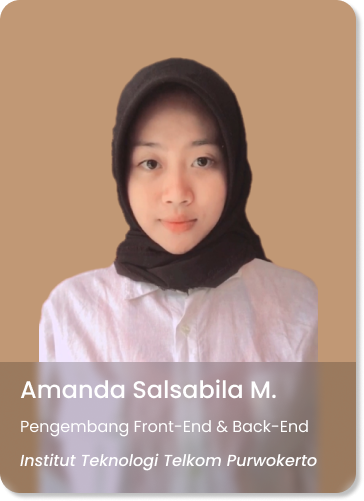 Amanda Salsabila M.
Pengembang Front-End & Back-End
Institut Teknologi Telkom Purwokerto